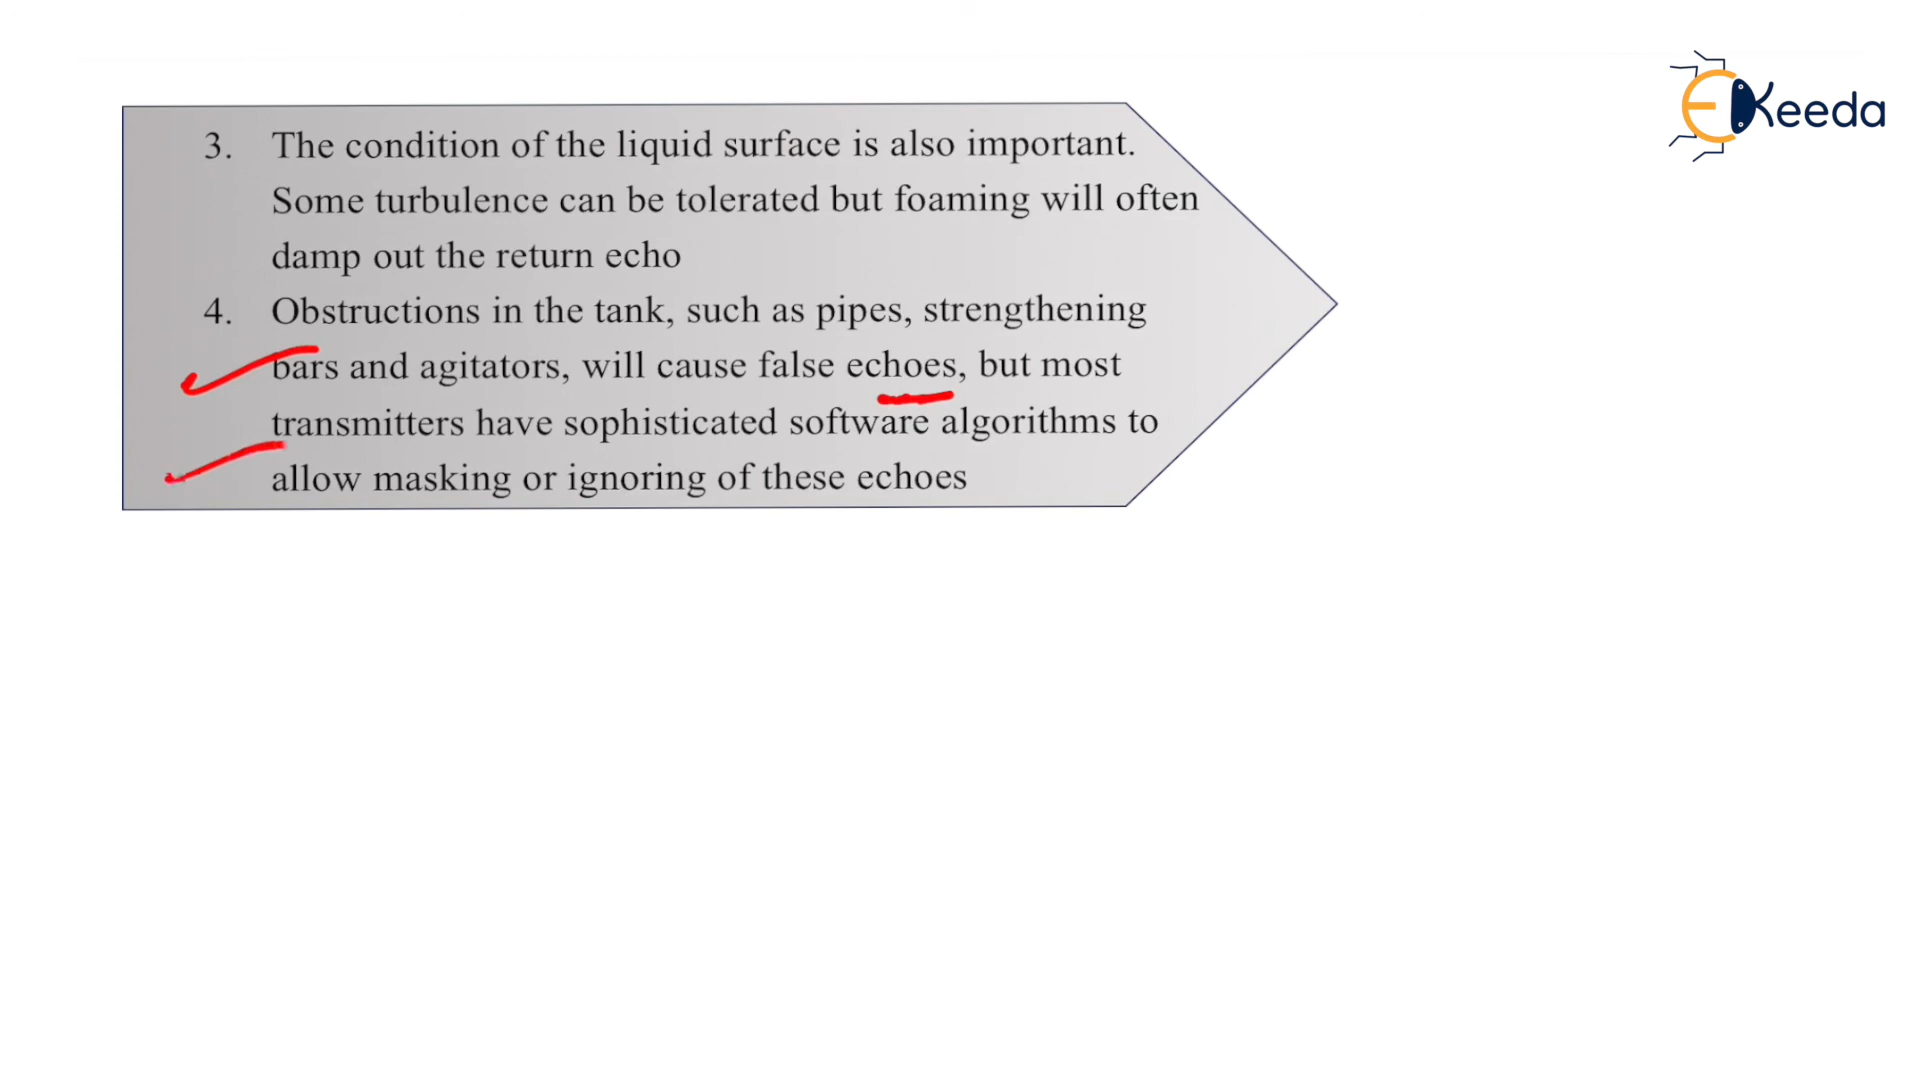 3. The condition of the liquid surface is also important.
Some turbulence can be tolerated but foaming will often
damp out the return echo
4. Obstructions in the tank, such as pipes, strengthening
bars and agitators, will cause false echoes, but most
transmitters have sophisticated software algorithms to
allow masking or ignoring of these echoes
EKeeda